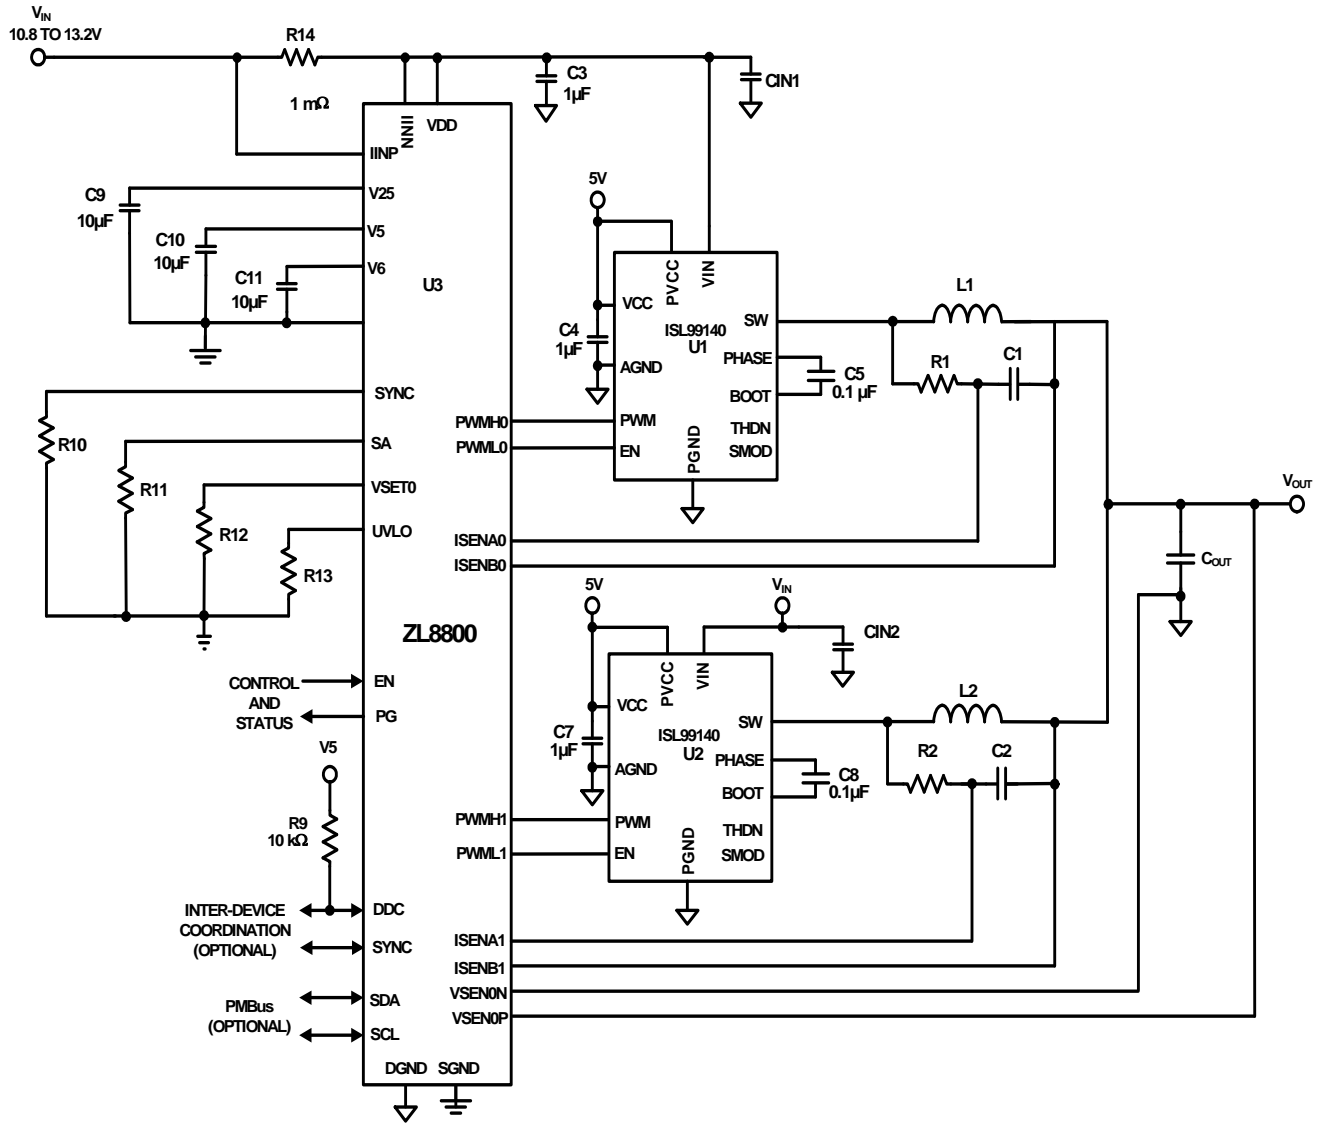 VIN
10.8 TO 13.2V
R14
1 mΩ
C3
1µF
CIN1
IINN
VDD
IINP
V25
V5
V6
U3
C9
10µF
C10
10µF
C11
10µF
5V
PVCC
VIN
VCC
ISL99140
U1
AGND
PWM
EN
PGND
SW
PHASE
BOOT
THDN
SMOD
C4
1µF
C5
0.1 µF
L1
R1
C1
SYNC
SA
VSET0
UVLO
R10
R11
R12
R13
PWMH0
PWML0
ISENA0
ISENB0
VOUT
COUT
ZL8800
CONTROL
AND
STATUS
EN
PG
5V
VIN
CIN2
PVCC
VIN
VCC
ISL99140
U2
AGND
PWM
EN
PGND
SW
PHASE
BOOT
THDN
SMOD
C7
1µF
C8
0.1µF
L2
R2
C2
V5
R9
10 kΩ
PWMH1
PWML1
INTER-DEVICE
COORDINATION
(OPTIONAL)
DDC
SYNC
PMBus
(OPTIONAL)
SDA
SCL
ISENA1
ISENB1
VSEN0N
VSEN0P
DGND
SGND